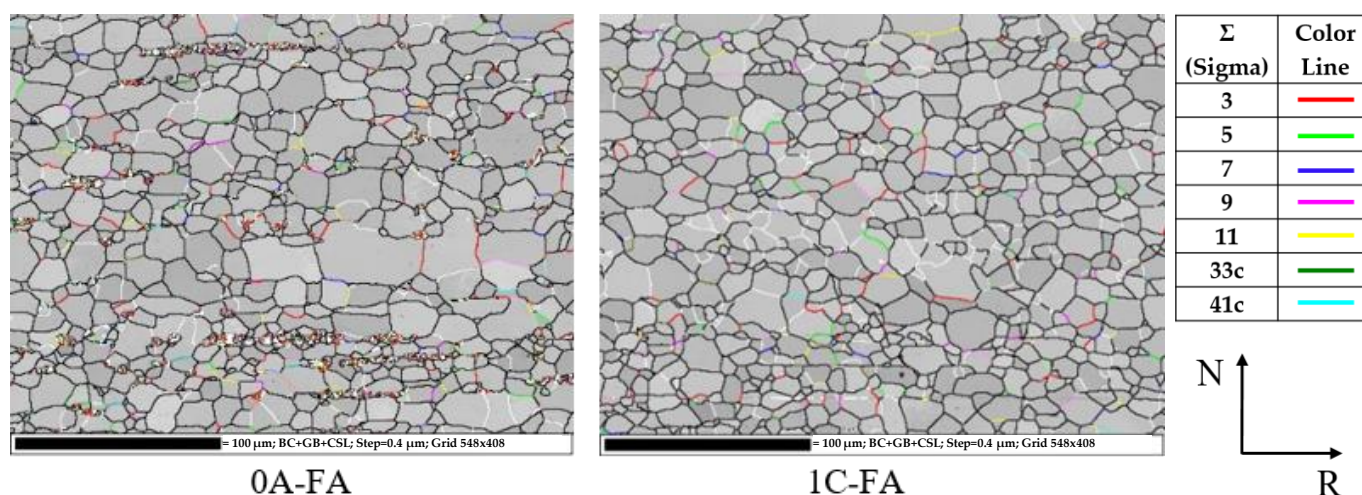 = 100 μm; BC+GB+CSL; Step=0.4 μm; Grid 548x408
0A-FA
= 100 μm; BC+GB+CSL; Step=0.4 μm; Grid 548x408
1C-FA
Σ Color
(Sigma) Line
3
5
7
9
11
33c
41c
N
R